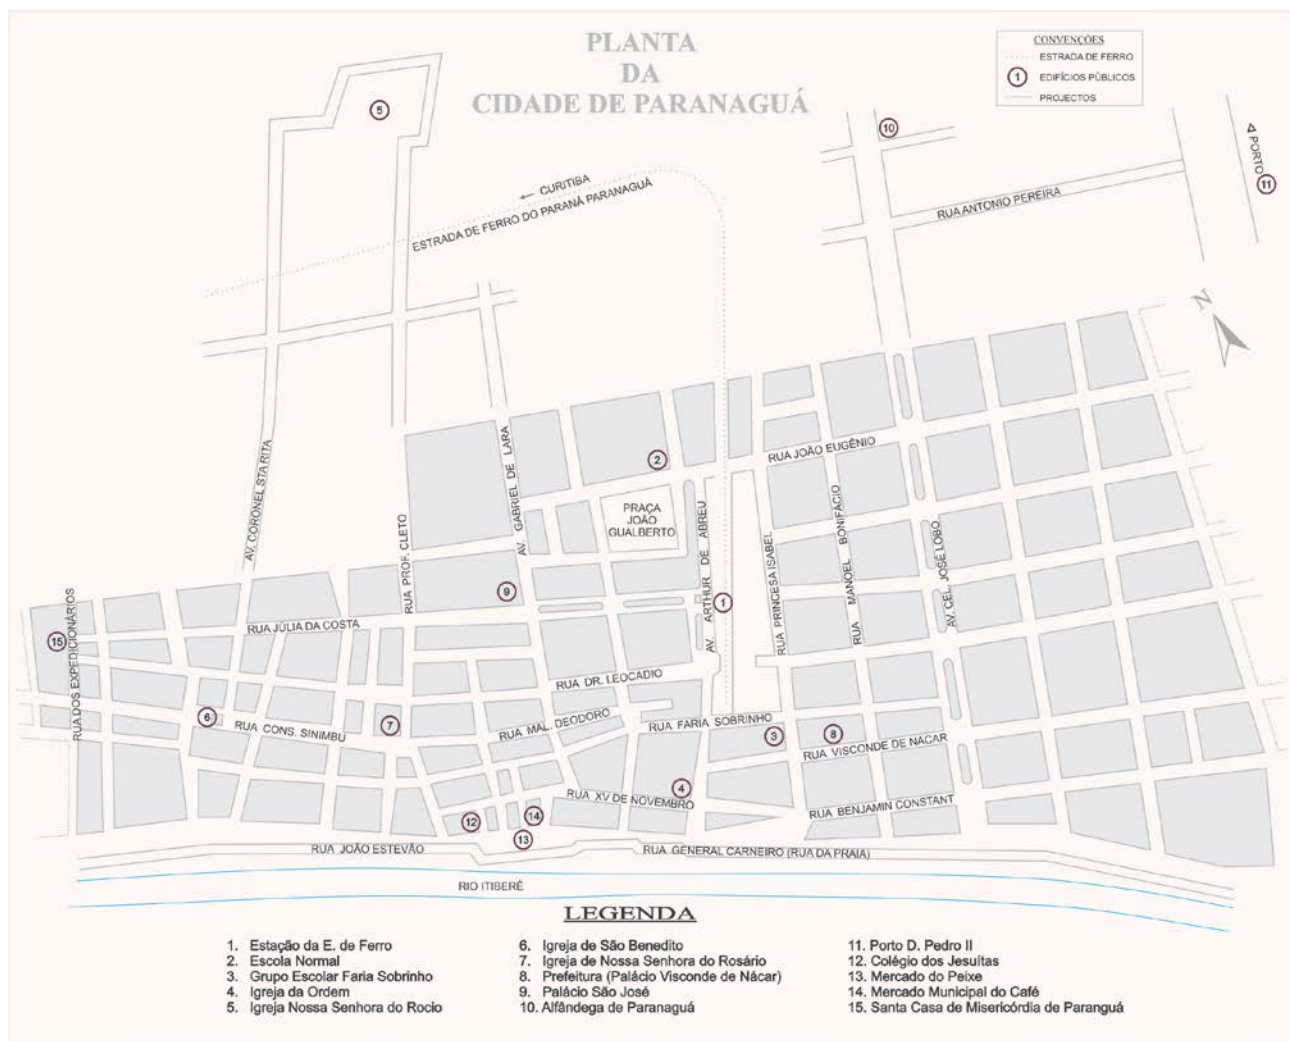 PLANTA
DA
CIDADE DE PARANAGUÁ
CONVENÇÕES
ESTRADA DE FERRO
1 EDIFÍCIOS PÚBLICOS
PROJECTOS
5
10
PORTO
11
← CURITIBA
ESTRADA DE FERRO DO PARANÁ PARANAGUÁ
RUA ANTONIO PEREIRA
N
AV. CORONEL STA RITA
RUA PROF. CLETO
AV. GABRIEL DE LARA
2
RUA JOÃO EUGÊNIO
PRAÇA
JOÃO
GUALBERTO
AV. ARTHUR DE ABREU
RUA PRINCESA ISABEL
RUA MANOEL BONIFÁCIO
AV. CEL. JOSÉ LOBO
9
1
RUA DOS EXPEDICIONÁRIOS
15
RUA JÚLIA DA COSTA
RUA DR. LEOCADIO
6
RUA CONS. SINIMBÚ
7
RUA MAL. DEODORO
RUA FARIA SOBRINHO
3
8
RUA VISCONDE DE NACAR
4
RUA XV DE NOVEMBRO
RUA BENJAMIN CONSTANT
12
14
13
RUA JOÃO ESTEVÃO
RUA GENERAL CARNEIRO (RUA DA PRAIA)
RIO ITIBERÊ
LEGENDA
1. Estação da E. de Ferro
2. Escola Normal
3. Grupo Escolar Faria Sobrinho
4. Igreja da Ordem
5. Igreja Nossa Senhora do Rocio
6. Igreja de São Benedito
7. Igreja de Nossa Senhora do Rosário
8. Prefeitura (Palácio Visconde de Nácar)
9. Palácio São José
10. Alfândega de Paranaguá
11. Porto D. Pedro II
12. Colégio dos Jesuítas
13. Mercado do Peixe
14. Mercado Municipal do Café
15. Santa Casa de Misericórdia de Paranguá